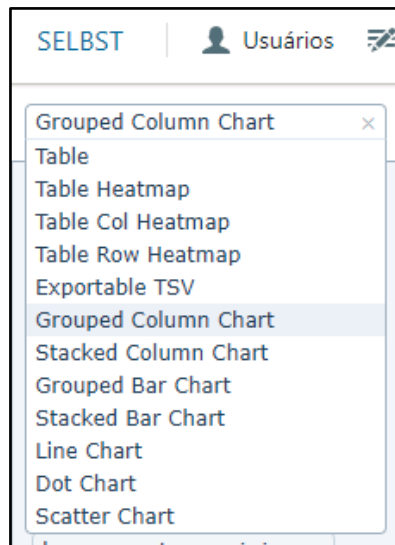 SELBST Usuários
Grouped Column Chart ×
Table
Table Heatmap
Table Col Heatmap
Table Row Heatmap
Exportable TSV
Grouped Column Chart
Stacked Column Chart
Grouped Bar Chart
Stacked Bar Chart
Line Chart
Dot Chart
Scatter Chart